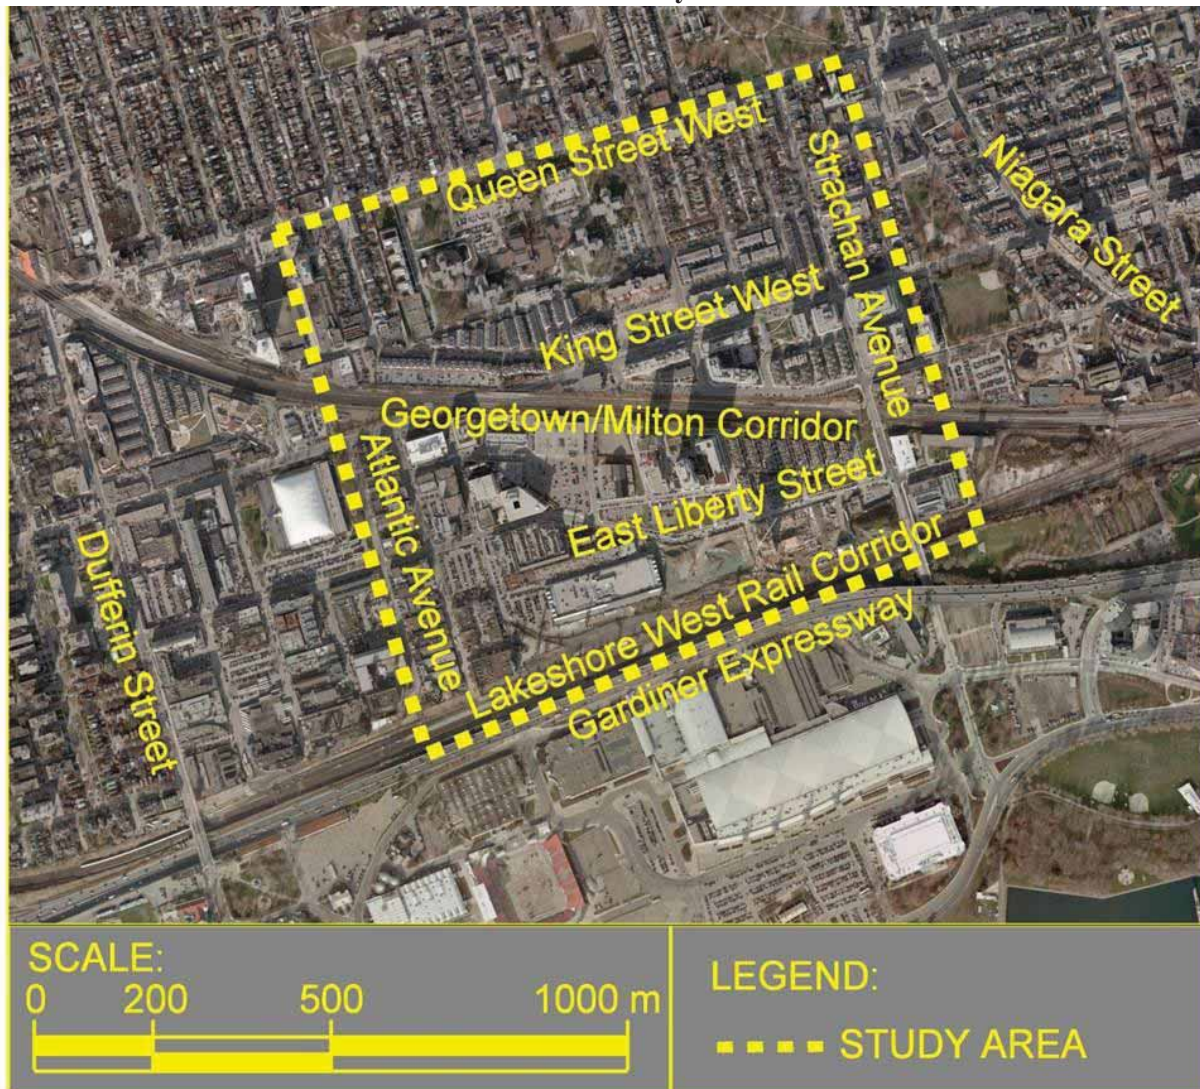 Queen Street West
Strachan Avenue
Niagara Street
King Street West
Georgetown/Milton Corridor
Atlantic Avenue
East Liberty Street
Dufferin Street
Lakeshore West Rail Corridor
Gardiner Expressway
SCALE:
0 200 500 1000 m
LEGEND:
STUDY AREA